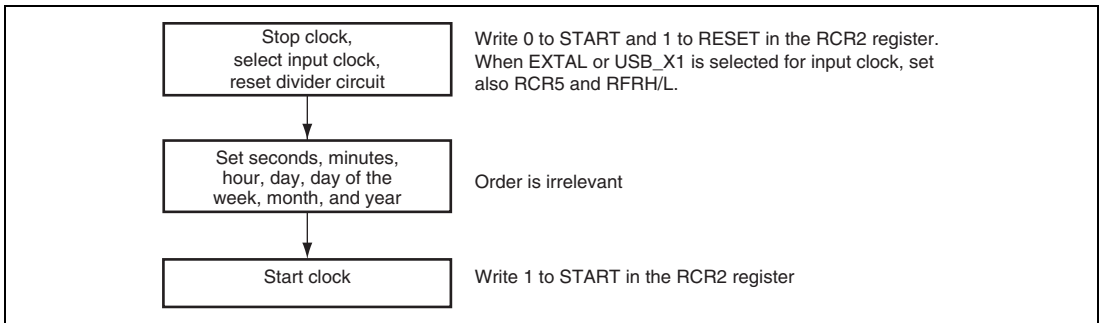 Stop clock,
select input clock,
reset divider circuit
Write 0 to START and 1 to RESET in the RCR2 register.
When EXTAL or USB_X1 is selected for input clock, set
also RCR5 and RFRH/L.
Set seconds, minutes,
hour, day, day of the
week, month, and year
Order is irrelevant
Start clock
Write 1 to START in the RCR2 register